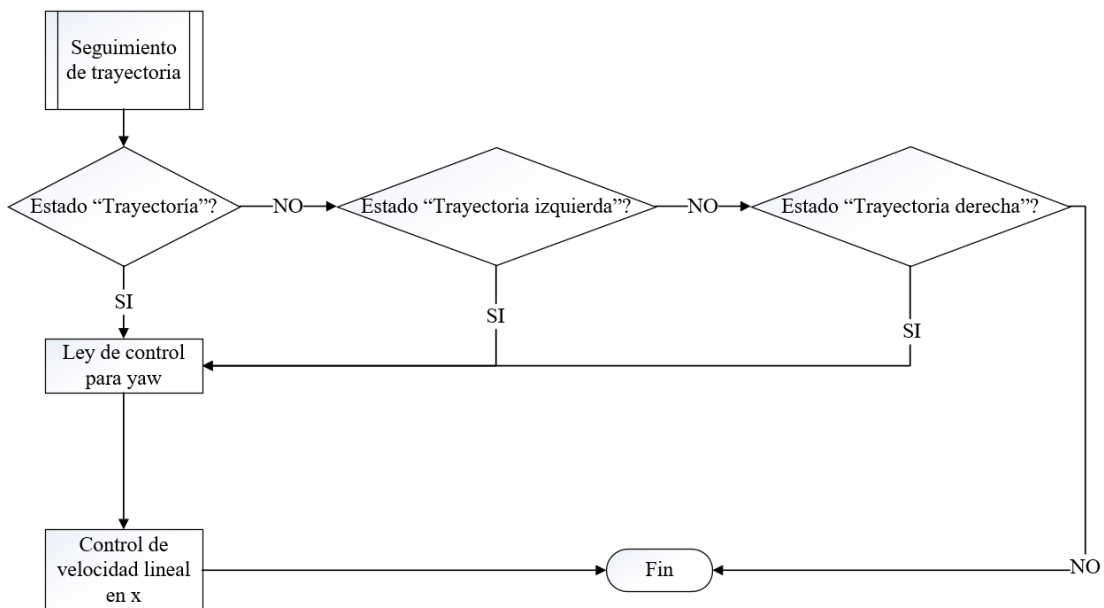 Seguimiento
de trayectoria
Estado “Trayectoría”?
NO
Estado “Trayectoria izquierda”?
NO
Estado “Trayectoria derecha”?
SI
SI
SI
Ley de control
para yaw
Control de
velocidad lineal
en x
Fin
NO